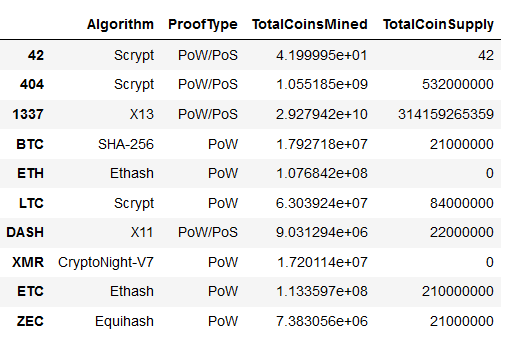 Algorithm ProofType TotalCoinsMined TotalCoinSupply
42 Scrypt PoW/PoS 4.199995e+01 42
404 Scrypt PoW/PoS 1.055185e+09 532000000
1337 X13 PoW/PoS 2.927942e+10 314159265359
BTC SHA-256 PoW 1.792718e+07 21000000
ETH Ethash PoW 1.076842e+08 0
LTC Scrypt PoW 6.303924e+07 84000000
DASH X11 PoW/PoS 9.031294e+06 22000000
XMR CryptoNight-V7 PoW 1.720114e+07 0
ETC Ethash PoW 1.133597e+08 210000000
ZEC Equihash PoW 7.383056e+06 21000000